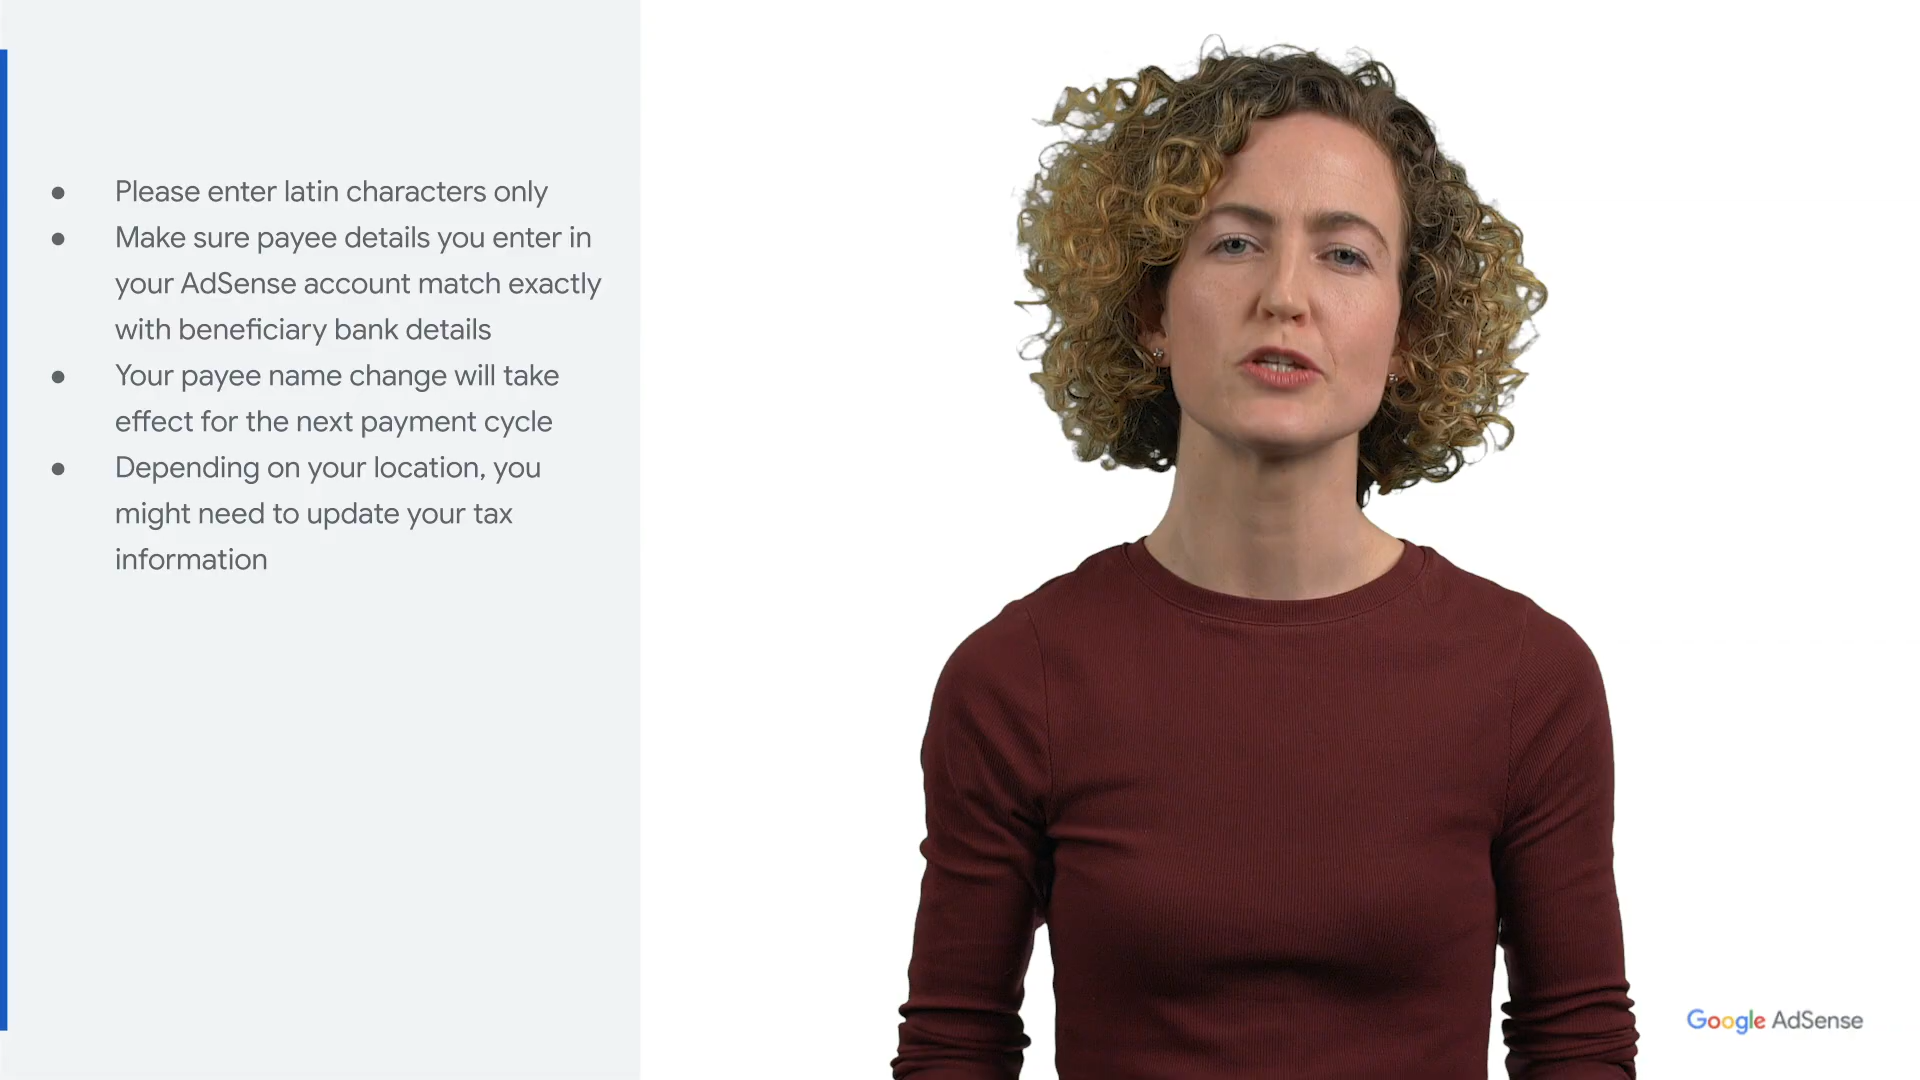 ● Please enter latin characters only
● Make sure payee details you enter in
your AdSense account match exactly
with beneficiary bank details
● Your payee name change will take
effect for the next payment cycle
● Depending on your location, you
might need to update your tax
information
Google AdSense